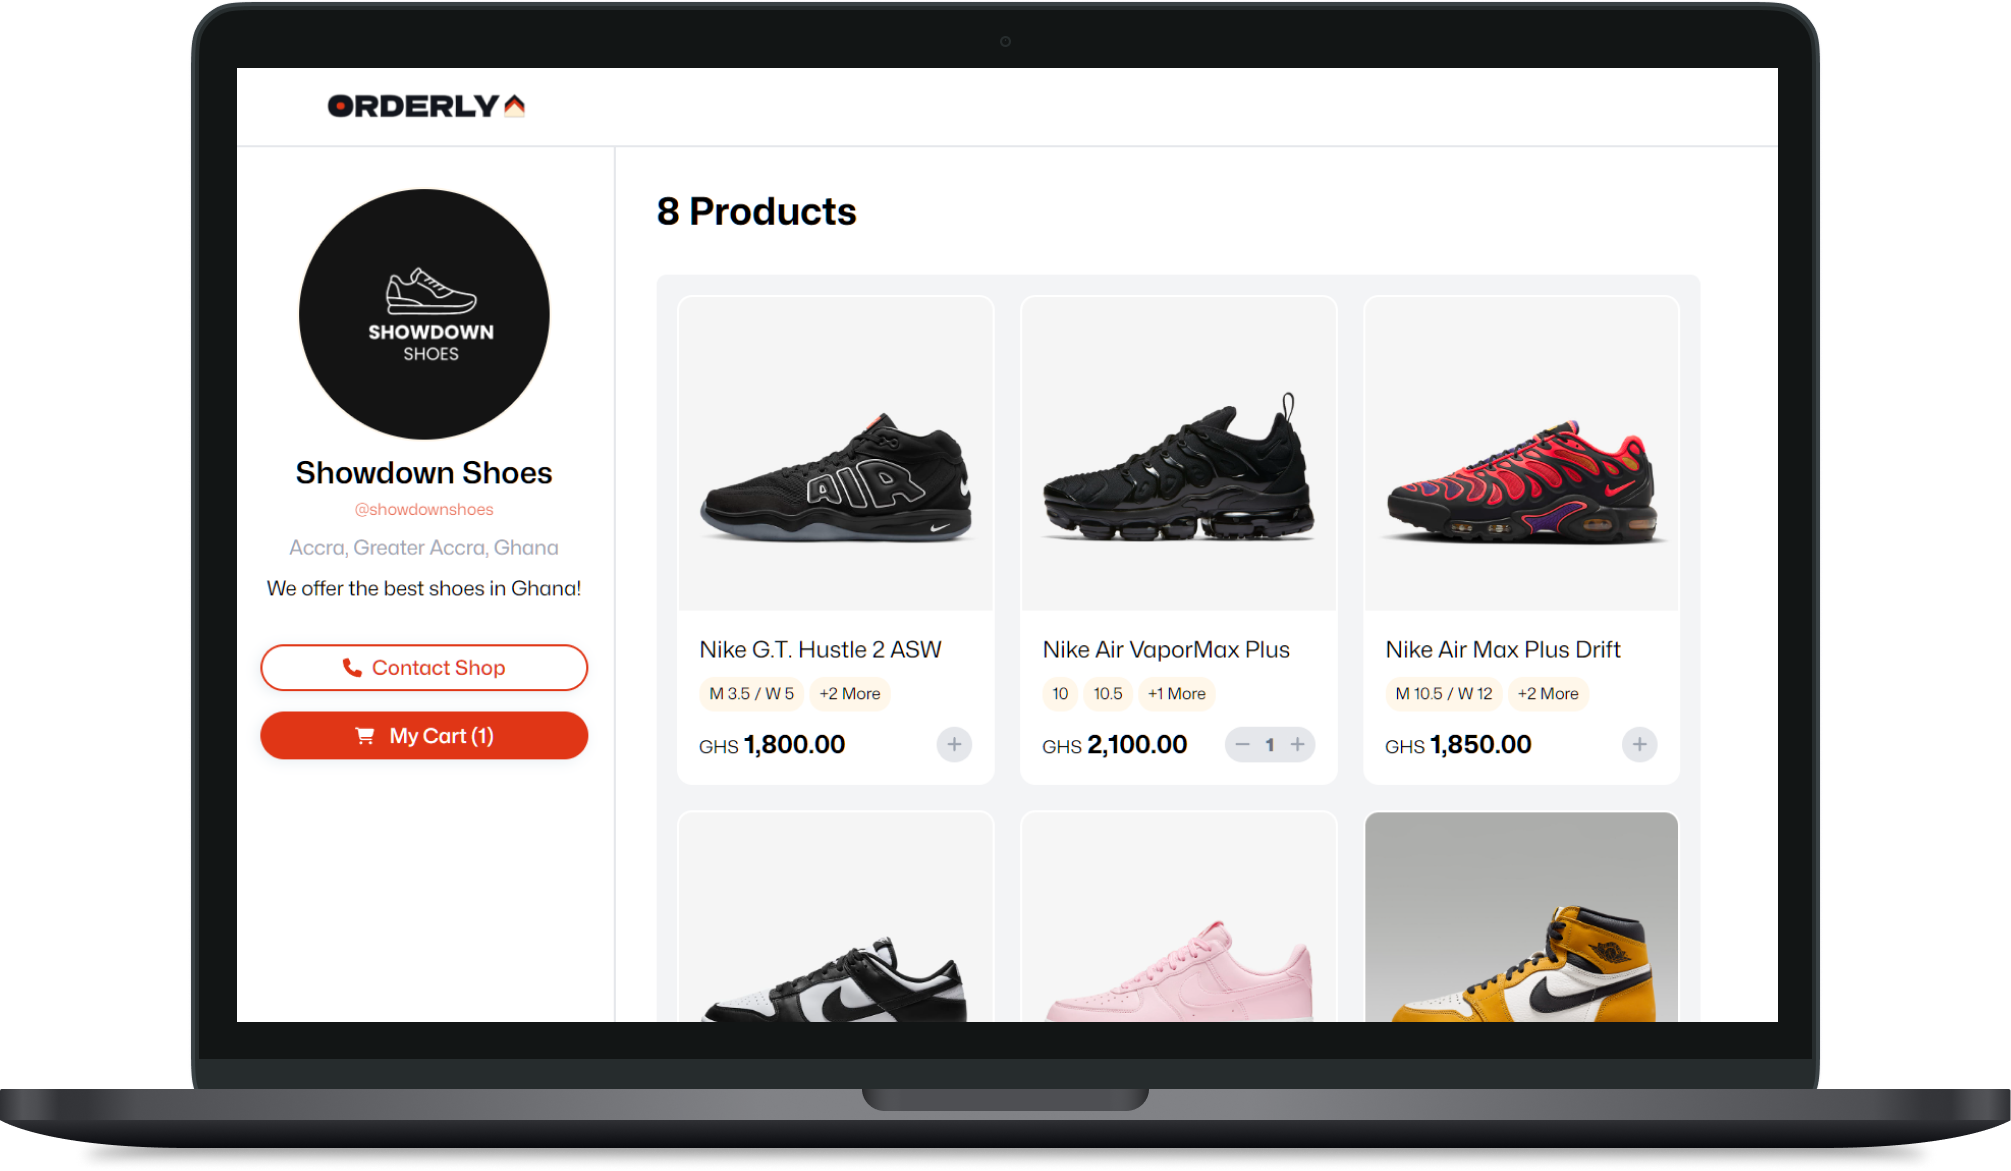 ORDERLY
SHOWDOWN
SHOES
Showdown Shoes
@showdownshoes
Accra, Greater Accra, Ghana
We offer the best shoes in Ghana!
Contact Shop
My Cart (1)
8 Products
AIR
Nike G.T. Hustle 2 ASW
M 3.5 / W 5 +2 More
GHS 1,800.00 +
Nike Air VaporMax Plus
10 10.5 +1 More
GHS 2,100.00 − 1 +
Nike Air Max Plus Drift
M 10.5 / W 12 +2 More
GHS 1,850.00 +